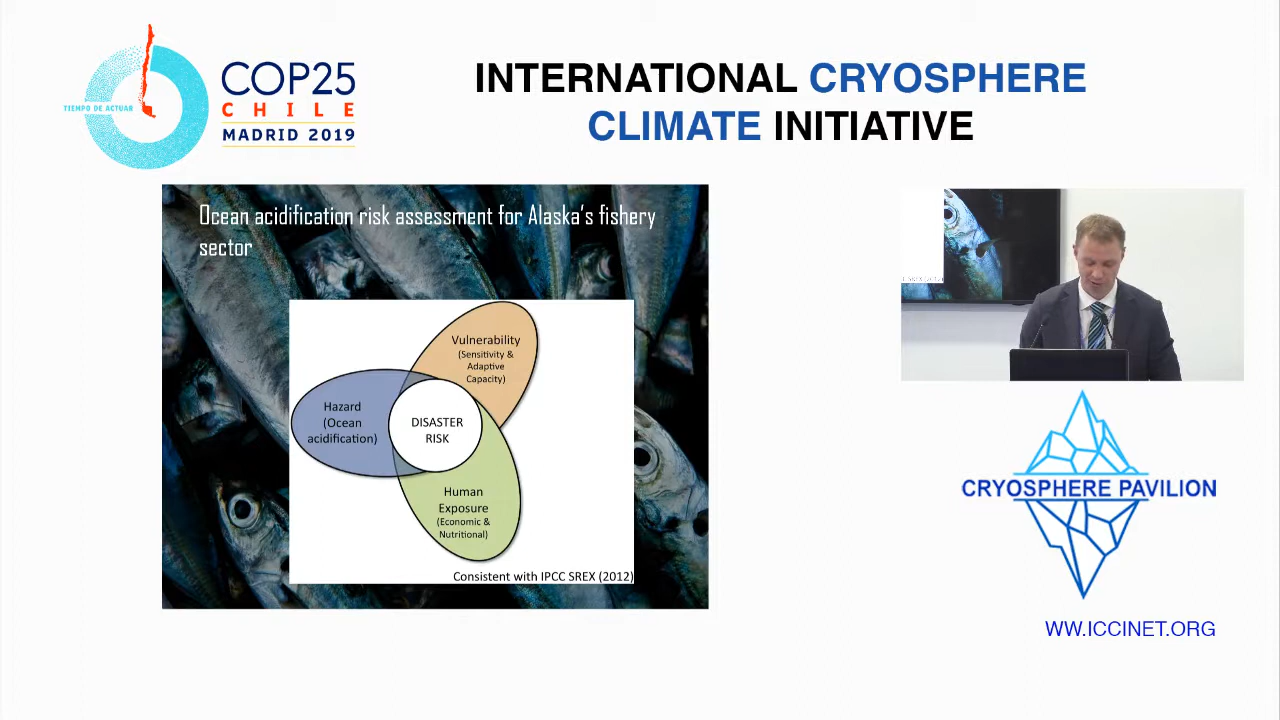 TIEMPO DE ACTUAR
COP25
CHILE
MADRID 2019
INTERNATIONAL CRYOSPHERE
CLIMATE INITIATIVE
Ocean acidification risk assessment for Alaska's fishery
sector
Vulnerability
(Sensitivity &
Adaptive
Capacity)
Hazard
(Ocean
acidification)
DISASTER
RISK
Human
Exposure
(Economic &
Nutritional)
Consistent with IPCC SREX (2012)
CRYOSPHERE PAVILION
WW.ICCINET.ORG